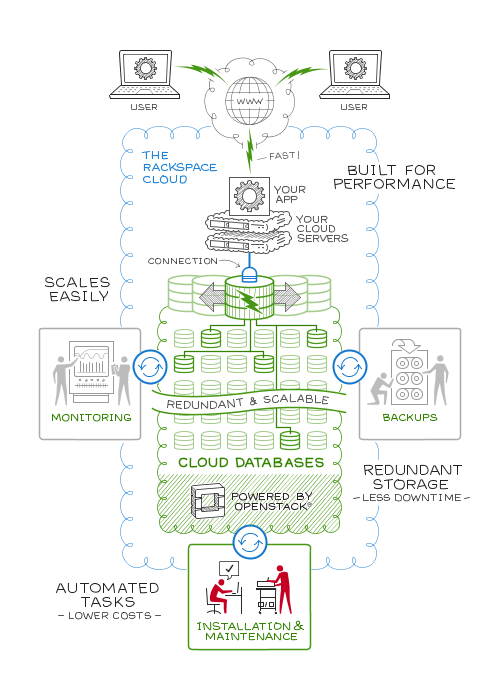 WWW
USER
USER
FAST!
THE
RACKSPACE
CLOUD
BUILT FOR
PERFORMANCE
YOUR
APP
YOUR
CLOUD
SERVERS
CONNECTION
SCALES
EASILY
MONITORING
BACKUPS
REDUNDANT & SCALABLE
CLOUD DATABASES
REDUNDANT
STORAGE
– LESS DOWNTIME –
POWERED BY
OPENSTACK®
AUTOMATED
TASKS
– LOWER COSTS –
INSTALLATION &
MAINTENANCE